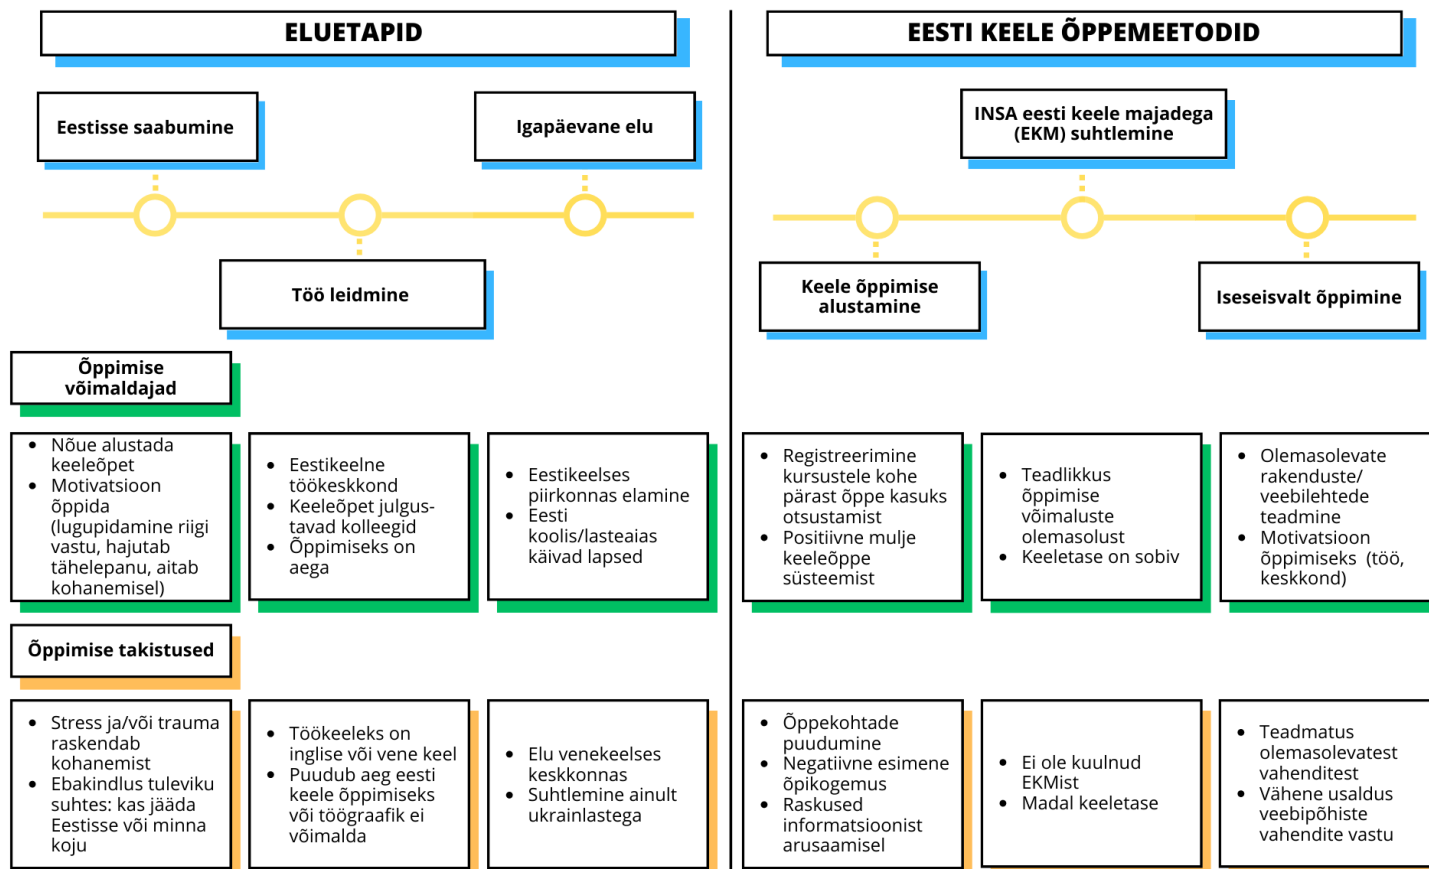 ELUETAPID
Eestisse saabumine
Igapäevane elu
Töö leidmine
EESTI KEELE ÕPPEMEETODID
INSA eesti keele majadega
(EKM) suhtlemine
Keele õppimise
alustamine
Iseseisvalt õppimine
Õppimise
võimaldajad
• Nõue alustada
keeleõpet
• Motivatsioon
õppida
(lugupidamine riigi
vastu, hajutab
tähelepanu, aitab
kohanemisel)
• Eestikeelne
töökeskkond
• Keeleõpet julgus-
tavad kolleegid
• Õppimiseks on
aega
• Eestikeelses
piirkonnas elamine
• Eesti
koolis/lasteaias
käivad lapsed
• Registreerimine
kursustele kohe
pärast õppe kasuks
otsustamist
• Positiivne mulje
keeleõppe
süsteemist
• Teadlikkus
õppimise
võimaluste
olemasolust
• Keeletase on sobiv
• Olemasolevate
rakenduste/
veebilehtede
teadmine
• Motivatsioon
õppimiseks (töö,
keskkond)
Õppimise takistused
• Stress ja/või trauma
raskendab
kohanemist
• Ebakindlus tuleviku
suhtes: kas jääda
Eestisse või minna
koju
• Töökeeleks on
inglise või vene keel
• Puudub aeg eesti
keele õppimiseks
või töögraafik ei
võimalda
• Elu venekeelses
keskkonnas
• Suhtlemine ainult
ukrainlastega
• Õppekohtade
puudumine
• Negatiivne esimene
õpikogemus
• Raskused
informatsioonist
arusaamisel
• Ei ole kuulnud
EKMist
• Madal keeletase
• Teadmatus
olemasolevatest
vahenditest
• Vähene usaldus
veebipõhiste
vahendite vastu